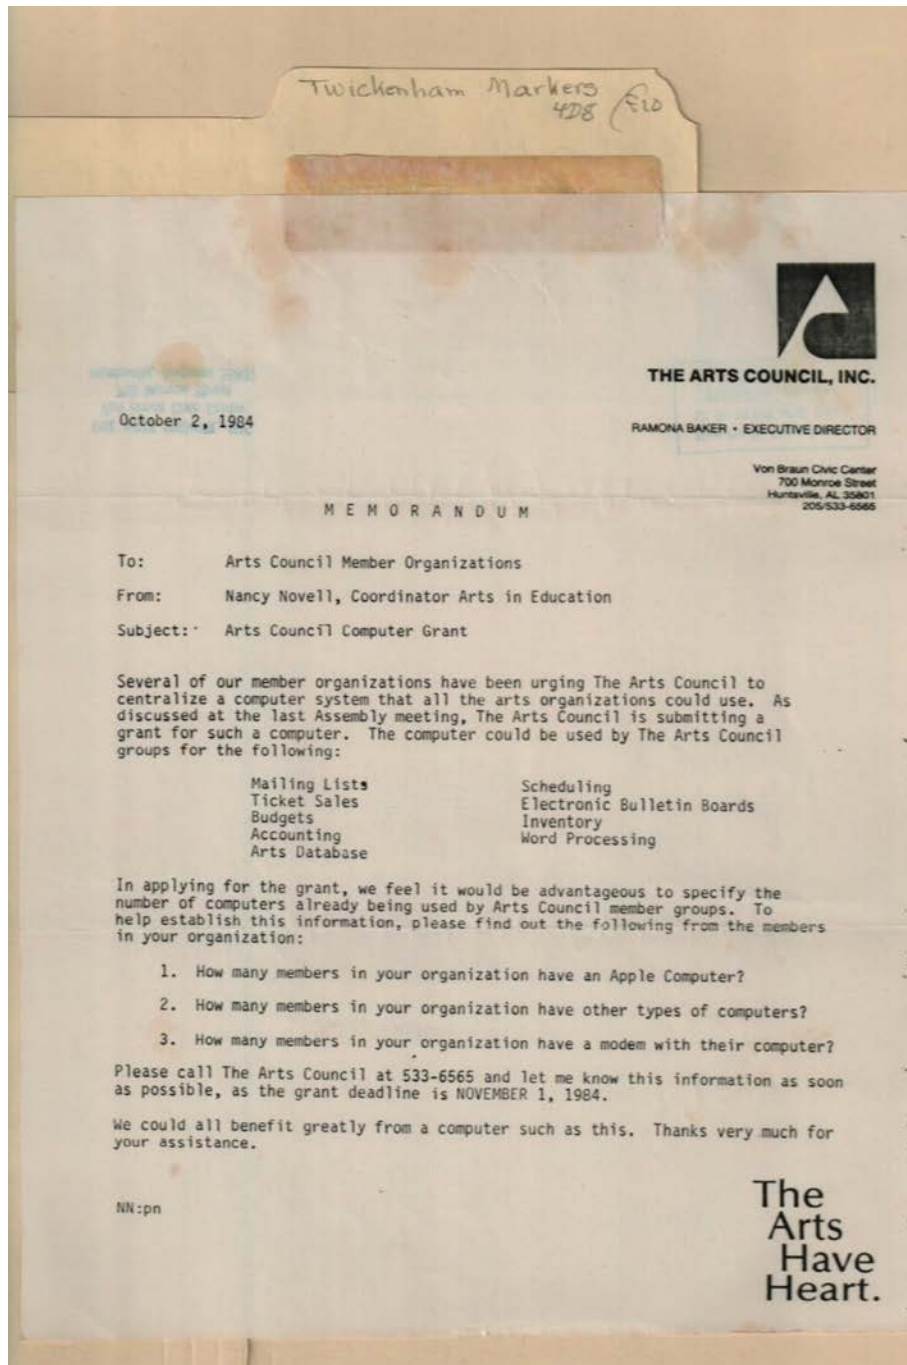 Twickenham Markers
4D8
THE ARTS COUNCIL, INC.
October 2, 1984
RAMONA BAKER • EXECUTIVE DIRECTOR
Von Braun Civic Center
700 Monroe Street
Huntsville, AL 35801
205/533-6565
M E M O R A N D U M
To: Arts Council Member Organizations
From: Nancy Novell, Coordinator Arts in Education
Subject: Arts Council Computer Grant
Several of our member organizations have been urging The Arts Council to
centralize a computer system that all the arts organizations could use. As
discussed at the last Assembly meeting, The Arts Council is submitting a
grant for such a computer. The computer could be used by The Arts Council
groups for the following:
Mailing Lists Scheduling
Ticket Sales Electronic Bulletin Boards
Budgets Inventory
Accounting Word Processing
Arts Database
In applying for the grant, we feel it would be advantageous to specify the
number of computers already being used by Arts Council member groups. To
help establish this information, please find out the following from the members
in your organization:
1. How many members in your organization have an Apple Computer?
2. How many members in your organization have other types of computers?
3. How many members in your organization have a modem with their computer?
Please call The Arts Council at 533-6565 and let me know this information as soon
as possible, as the grant deadline is NOVEMBER 1, 1984.
We could all benefit greatly from a computer such as this. Thanks very much for
your assistance.
NN:pn
The
Arts
Have
Heart.